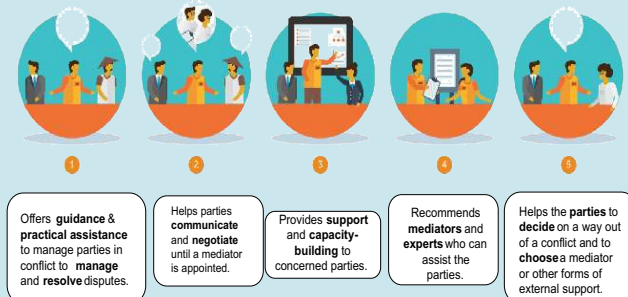 1
2
3
4
5
Offers guidance &
practical assistance
to manage parties in
conflict to manage
and resolve disputes.
Helps parties
communicate
and negotiate
until a mediator
is appointed.
Provides support
and capacity-
building to
concerned parties.
Recommends
mediators and
experts who can
assist the
parties.
Helps the parties to
decide on a way out
of a conflict and to
choose a mediator
or other forms of
external support.